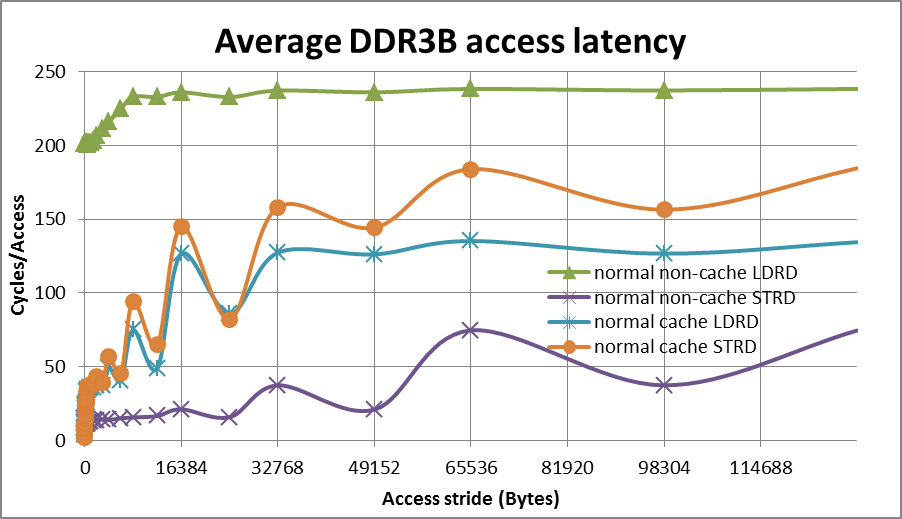 Average DDR3B access latency
250
200
150
100
50
0
Cycles/Access
normal non-cache LDRD
normal non-cache STRD
normal cache LDRD
normal cache STRD
0 16384 32768 49152 65536 81920 98304 114688
Access stride (Bytes)